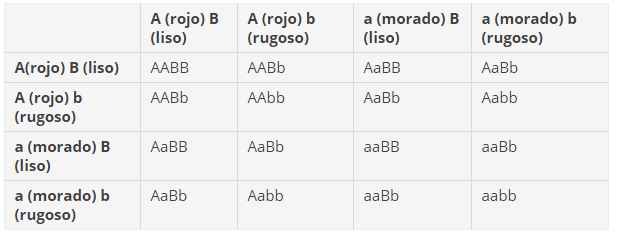 A (rojo) B (liso) A (rojo) b (rugoso) a (morado) B (liso) a (morado) b (rugoso)
A(rojo) B (liso) AABB AABb AaBB AaBb
A (rojo) b (rugoso) AABb AAbb AaBb Aabb
a (morado) B (liso) AaBB AaBb aaBB aaBb
a (morado) b (rugoso) AaBb Aabb aaBb aabb